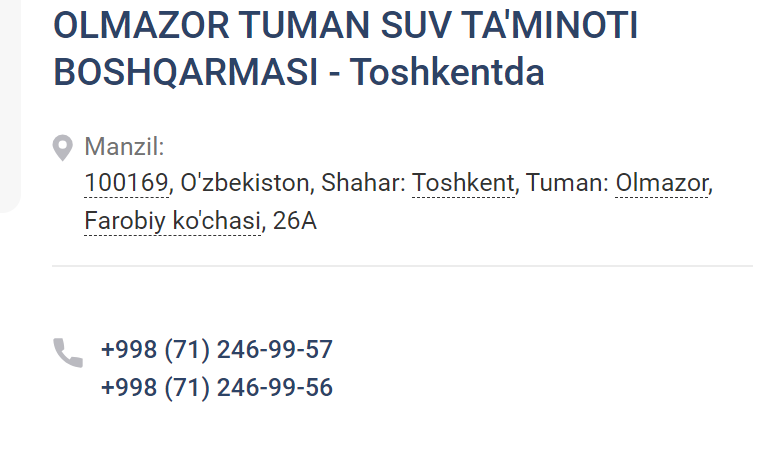 OLMAZOR TUMAN SUV TA'MINOTI
BOSHQARMASI - Toshkentda
Manzil:
100169, O'zbekiston, Shahar: Toshkent, Tuman: Olmazor,
Farobiy ko'chasi, 26A
+998 (71) 246-99-57
+998 (71) 246-99-56